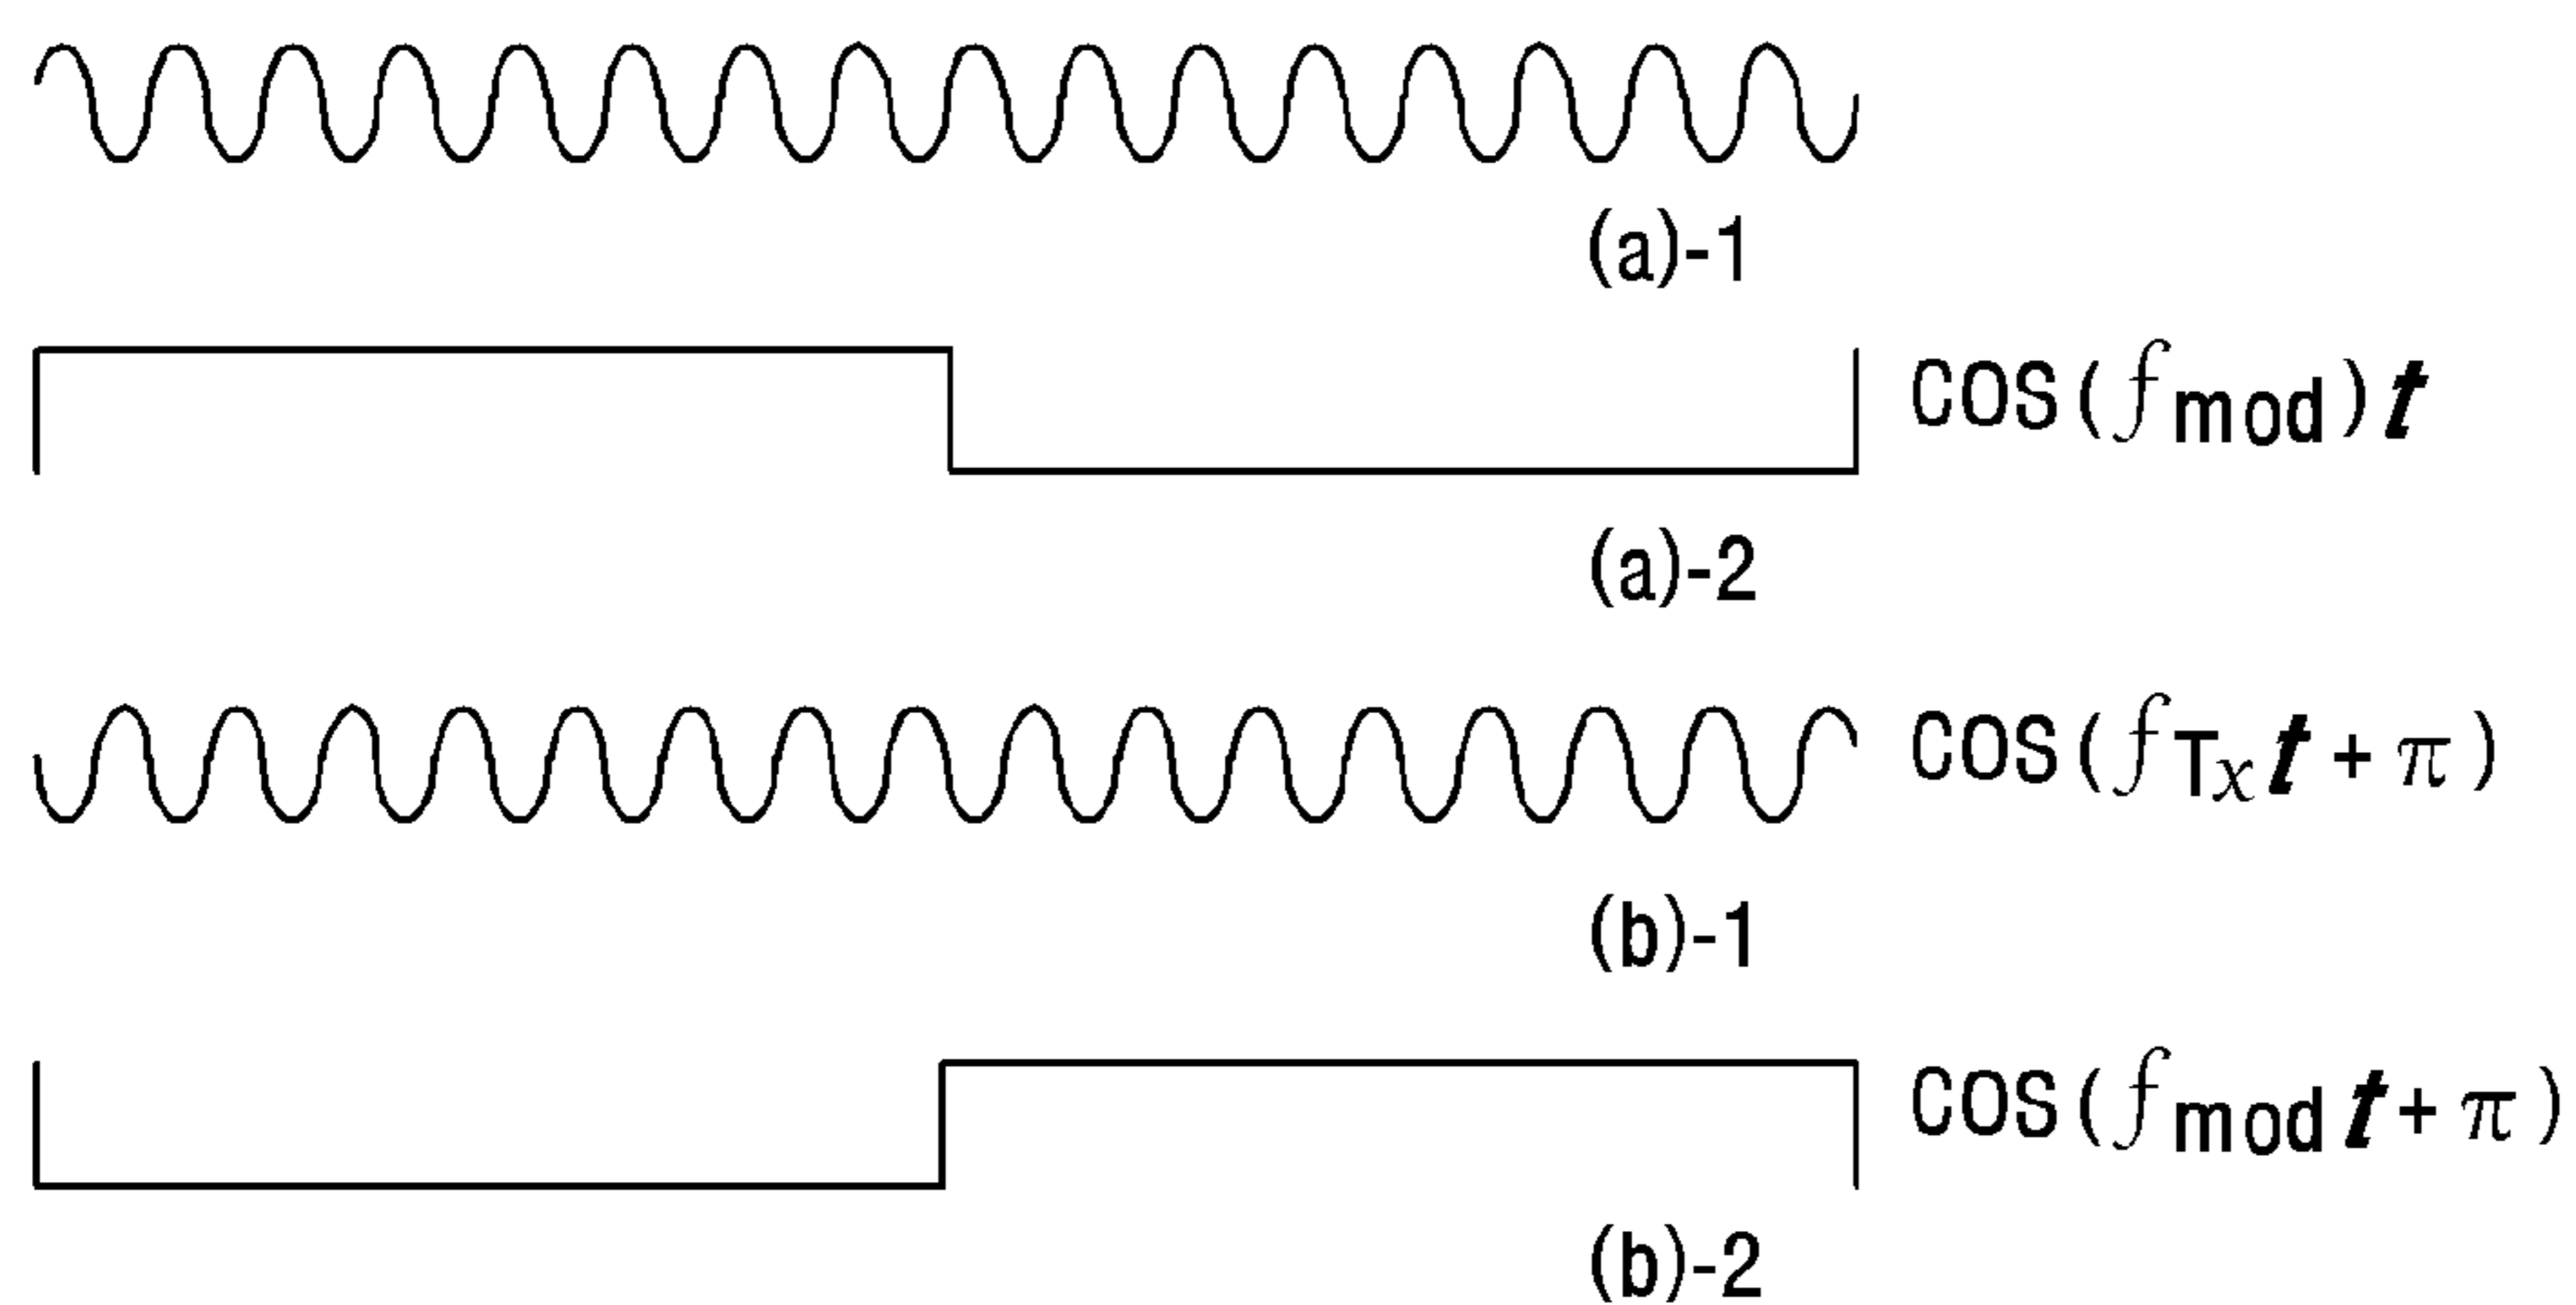 (a)-1
COS(fmod)t
(a)-2
COS(fTxt+π)
(b)-1
COS(fmodt+π)
(b)-2